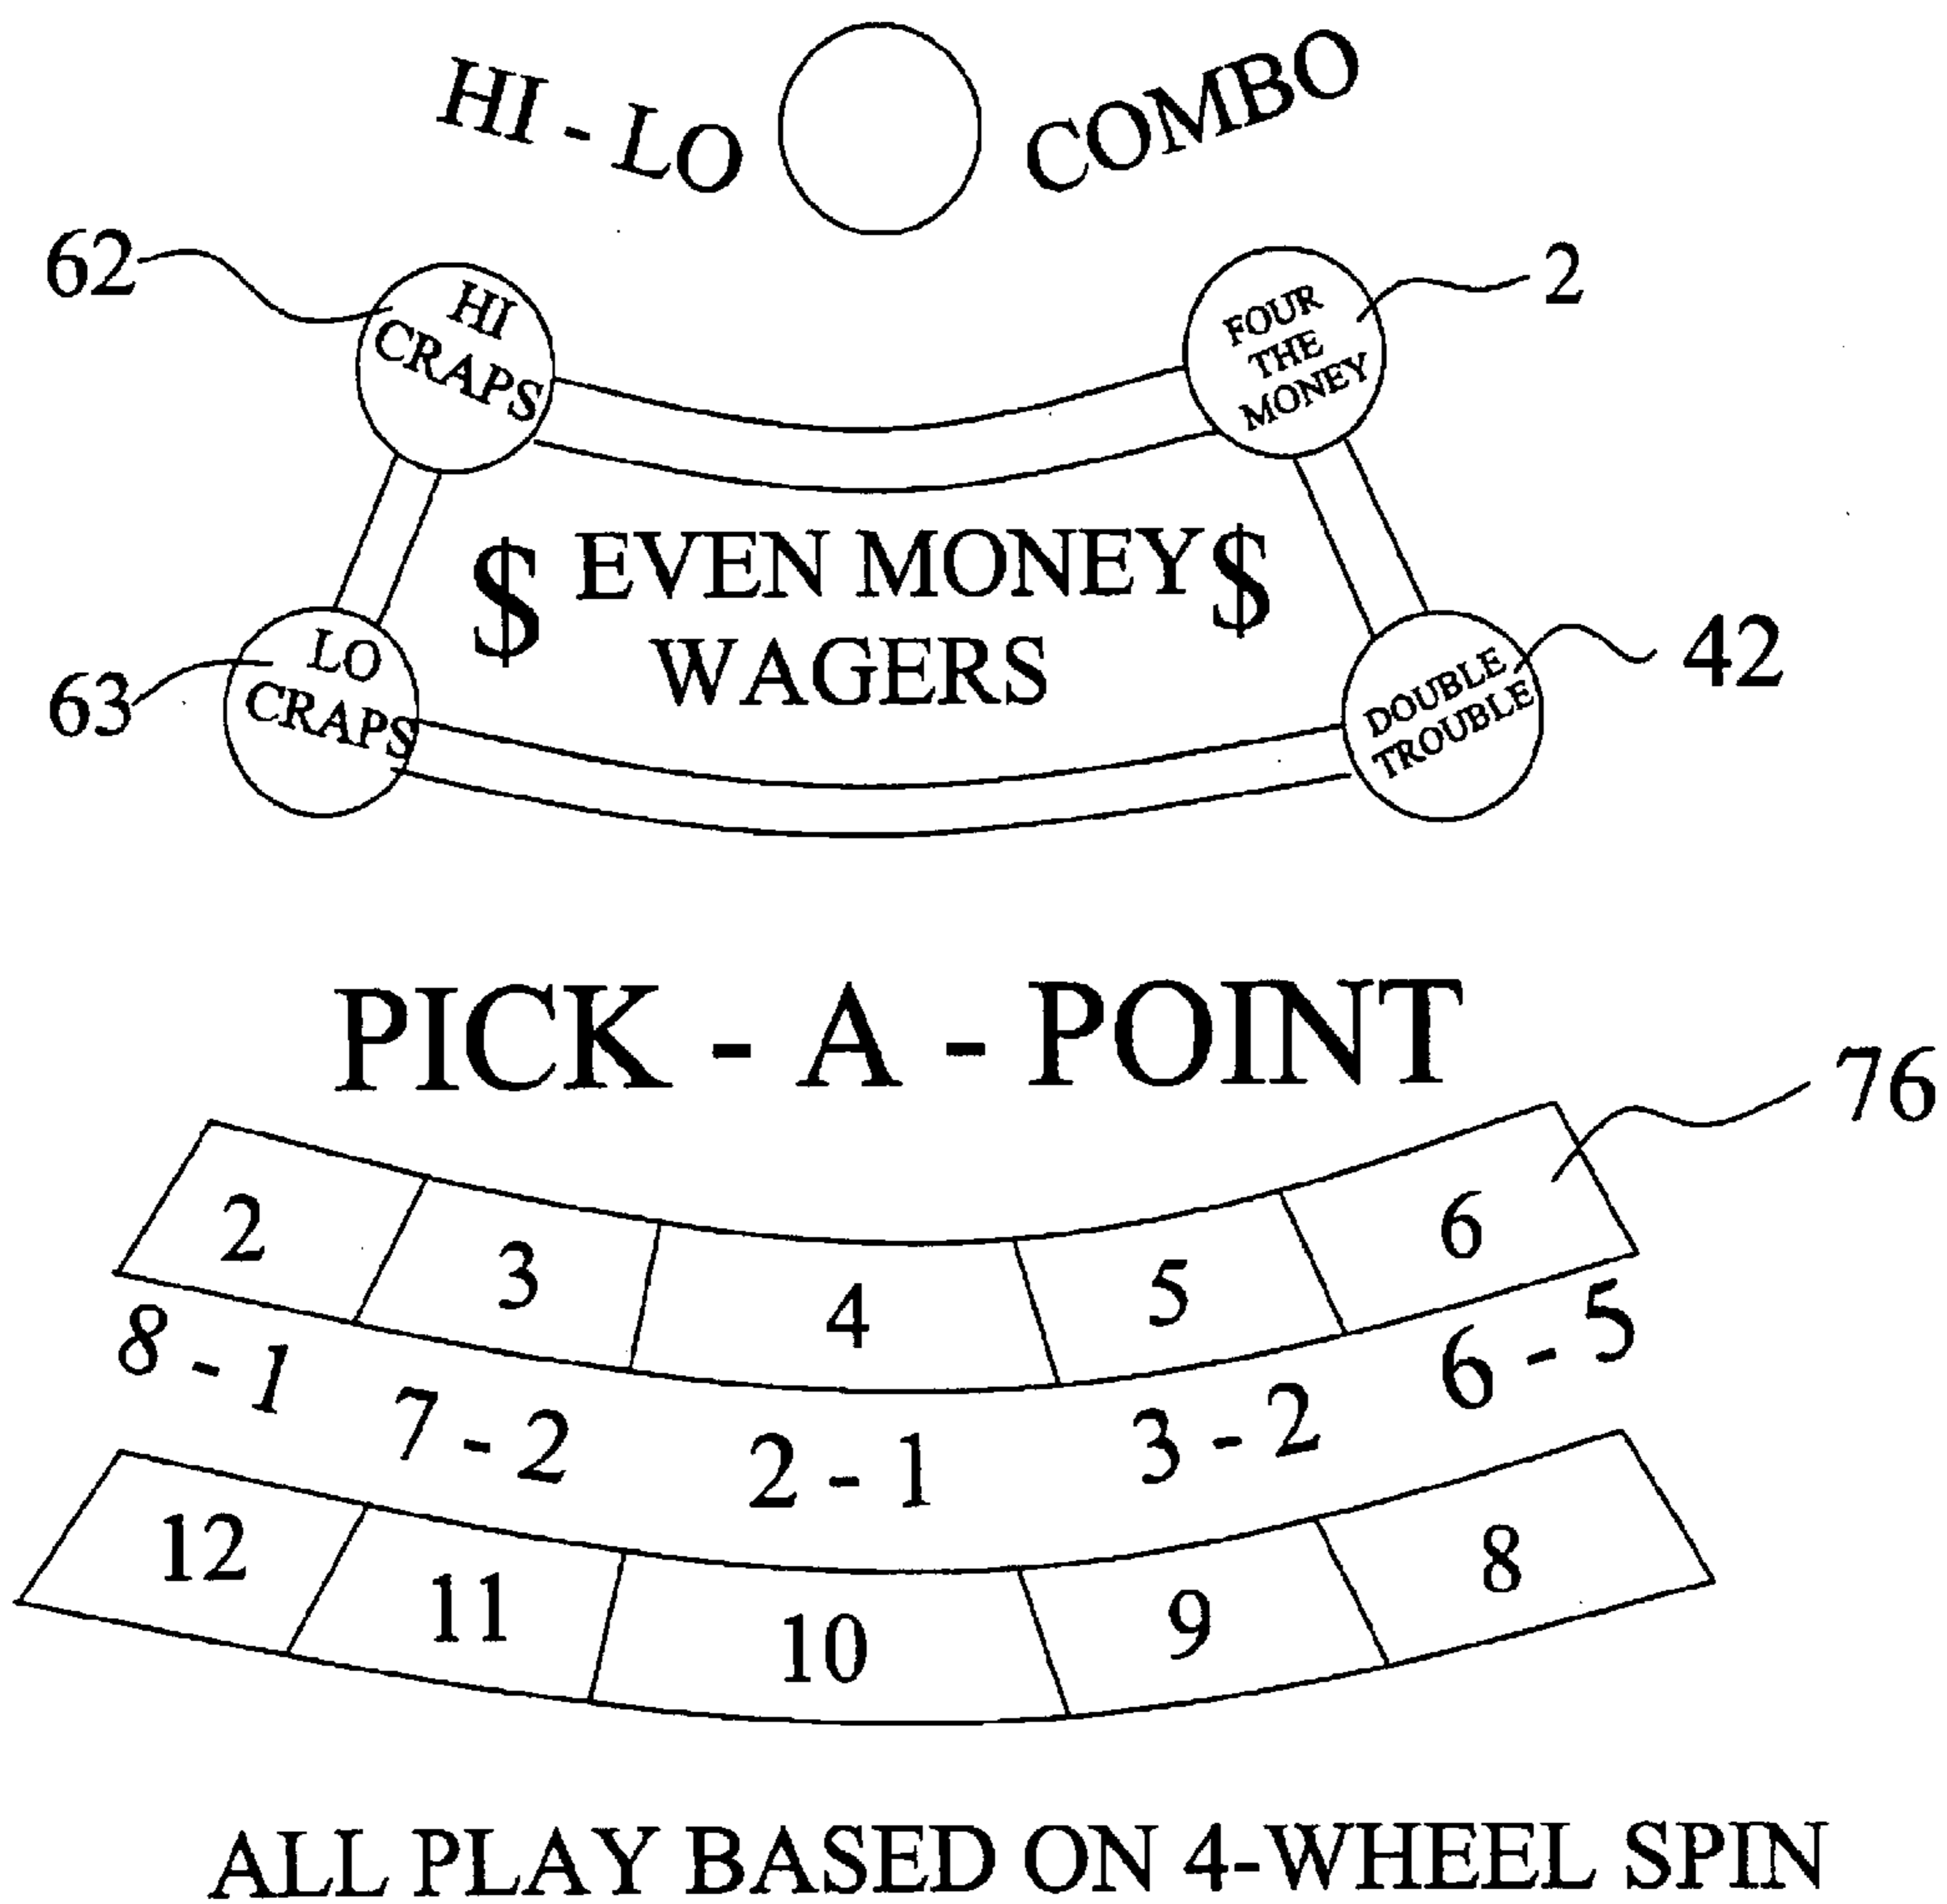 HI - LO COMBO
62
HI
CRAPS
FOUR
THE
MONEY
2
$ EVEN MONEY $
WAGERS
63
LO
CRAPS
DOUBLE
TROUBLE
42
PICK - A - POINT
76
2 3 4 5 6
8 - 1 7 - 2 2 - 1 3 - 2 6 - 5
12 11 10 9 8
ALL PLAY BASED ON 4-WHEEL SPIN